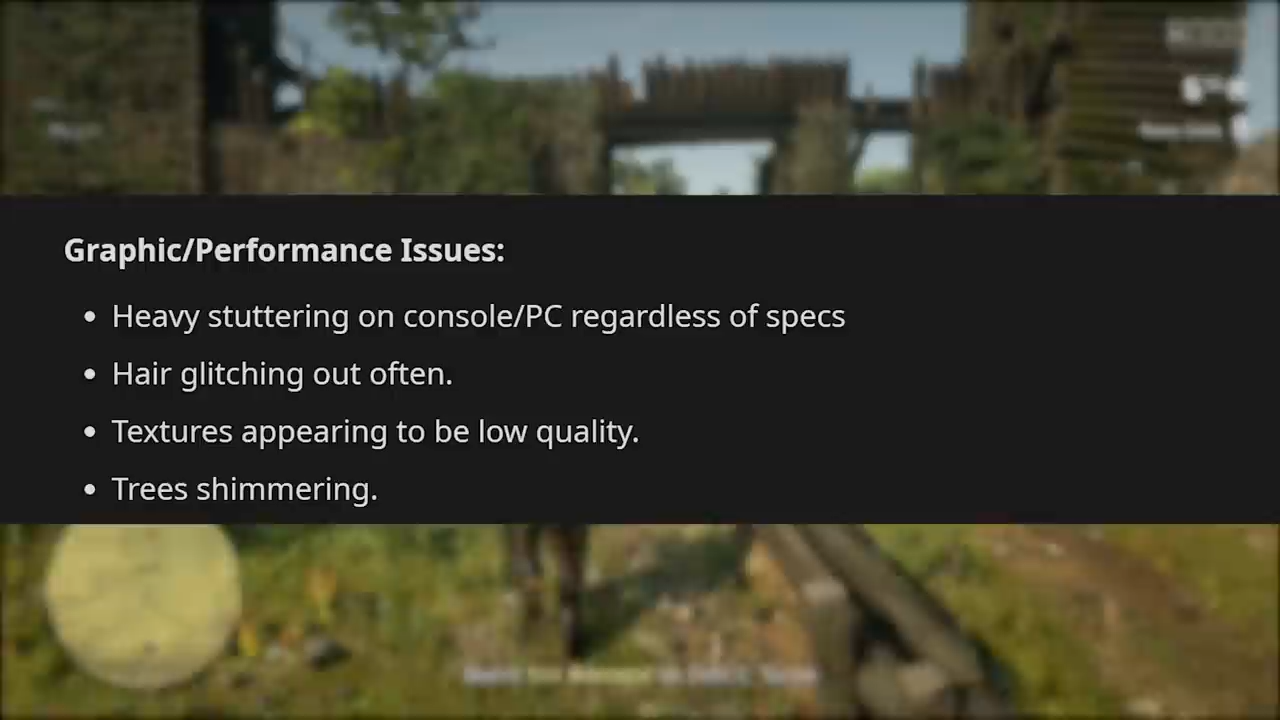 Graphic/Performance Issues:
• Heavy stuttering on console/PC regardless of specs
• Hair glitching out often.
• Textures appearing to be low quality.
• Trees shimmering.